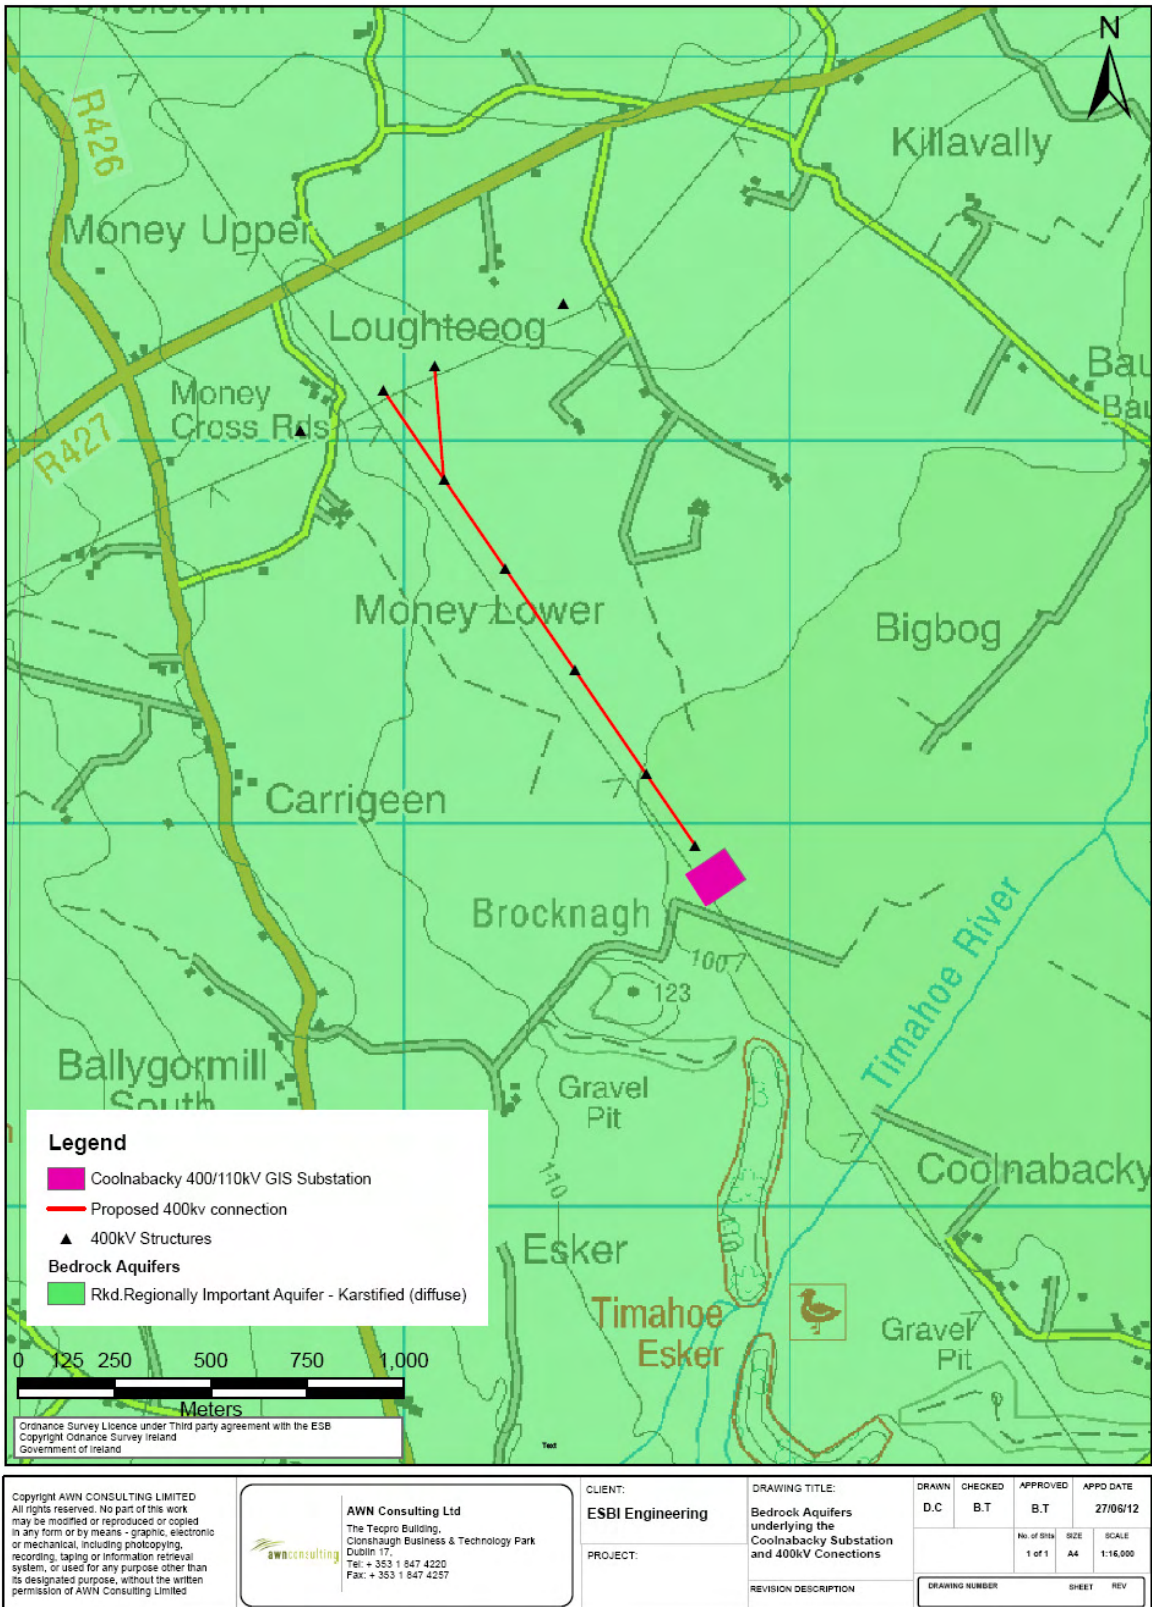 N
R426
Killavally
Money Upper
Loughteeog
Money
Cross Rds
R427
Money Lower
Bigbog
Carrigeen
Brocknagh
100
123
Timahoe River
Ballygormill
South
Gravel
Pit
110
Coolnabacky
Esker
Timahoe
Esker
Gravel
Pit
Legend
Coolnabacky 400/110kV GIS Substation
Proposed 400kv connection
400kV Structures
Bedrock Aquifers
Rkd.Regionally Important Aquifer - Karstified (diffuse)
0 125 250 500 750 1,000
Meters
Ordnance Survey Licence under Third party agreement with the ESB
Copyright Odnance Survey Ireland
Government of Ireland
Text
Copyright AWN CONSULTING LIMITED
All rights reserved. No part of this work
may be modified or reproduced or copied
in any form or by means - graphic, electronic
or mechanical, including photocopying,
recording, taping or information retrieval
system, or used for any purpose other than
its designated purpose, without the written
permission of AWN Consulting Limited
awnconsulting
AWN Consulting Ltd
The Tecpro Building,
Clonshaugh Business & Technology Park
Dublin 17,
Tel: + 353 1 847 4220
Fax: + 353 1 847 4257
CLIENT:
ESBI Engineering
PROJECT:
DRAWING TITLE:
Bedrock Aquifers
underlying the
Coolnabacky Substation
and 400kV Conections
REVISION DESCRIPTION
DRAWN CHECKED APPROVED APPD DATE
D.C B.T B.T 27/06/12
No. of Shts SIZE SCALE
1 of 1 A4 1:15,000
DRAWING NUMBER SHEET REV